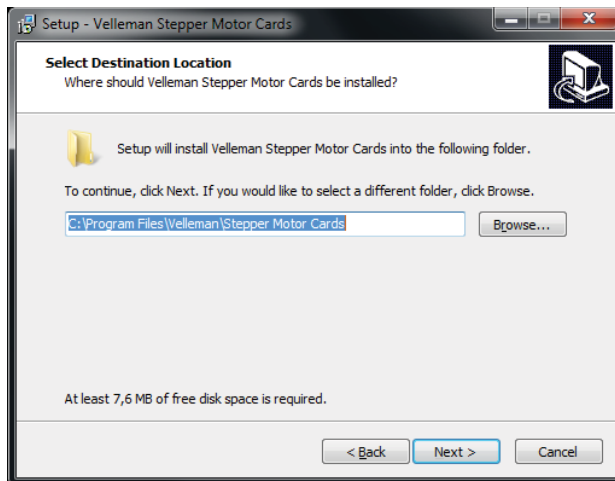 Setup - Velleman Stepper Motor Cards
Select Destination Location
Where should Velleman Stepper Motor Cards be installed?
Setup will install Velleman Stepper Motor Cards into the following folder.
To continue, click Next. If you would like to select a different folder, click Browse.
C:\Program Files\Velleman\Stepper Motor Cards
Browse...
At least 7,6 MB of free disk space is required.
< Back Next > Cancel